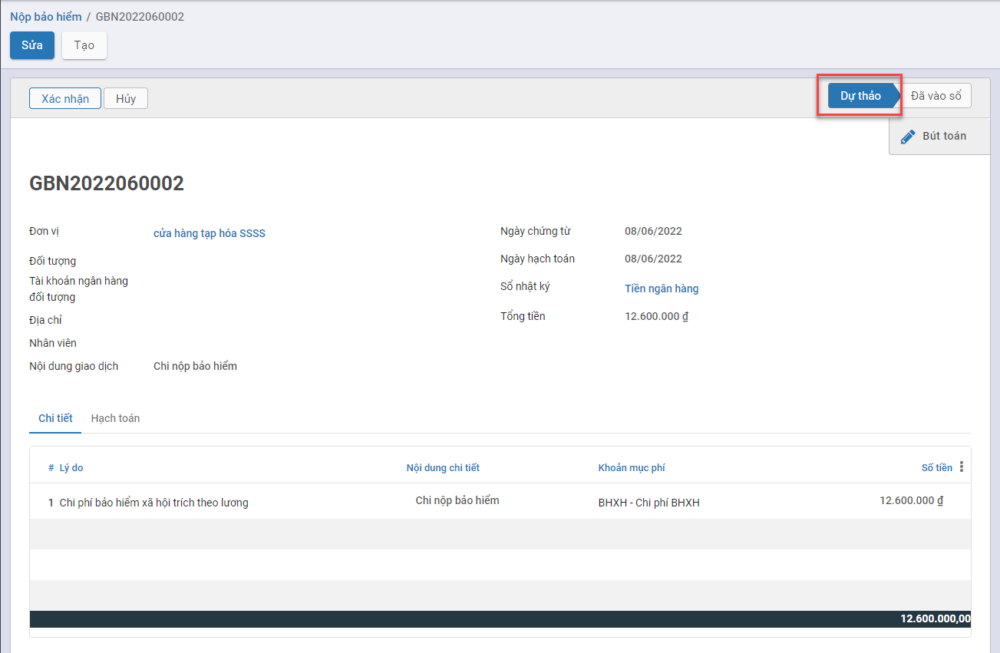 Nộp bảo hiểm / GBN2022060002
Sửa Tạo
Xác nhận Hủy Dự thảo Đã vào sổ
Bút toán
GBN2022060002
Đơn vị cửa hàng tạp hóa SSSS Ngày chứng từ 08/06/2022
Đối tượng Ngày hạch toán 08/06/2022
Tài khoản ngân hàng
đối tượng Sổ nhật ký Tiền ngân hàng
Địa chỉ Tổng tiền 12.600.000 ₫
Nhân viên
Nội dung giao dịch Chi nộp bảo hiểm
Chi tiết Hạch toán
# Lý do Nội dung chi tiết Khoản mục phí Số tiền
1 Chi phí bảo hiểm xã hội trích theo lương Chi nộp bảo hiểm BHXH - Chi phí BHXH 12.600.000 ₫
12.600.000,00